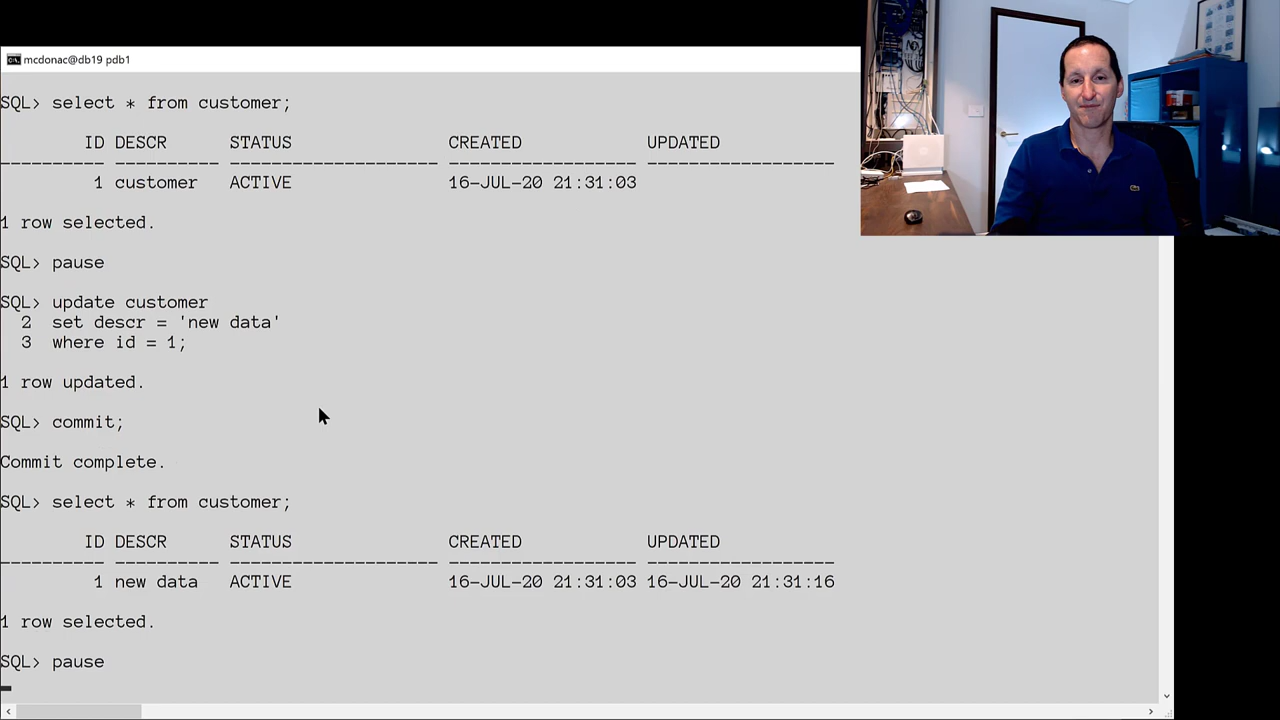 mcdonac@db19 pdb1
SQL> select * from customer;
ID DESCR STATUS CREATED UPDATED
---------- ---------- -------------------- ------------------ ------------------
1 customer ACTIVE 16-JUL-20 21:31:03
1 row selected.
SQL> pause
SQL> update customer
2 set descr = 'new data'
3 where id = 1;
1 row updated.
SQL> commit;
Commit complete.
SQL> select * from customer;
ID DESCR STATUS CREATED UPDATED
---------- ---------- -------------------- ------------------ ------------------
1 new data ACTIVE 16-JUL-20 21:31:03 16-JUL-20 21:31:16
1 row selected.
SQL> pause